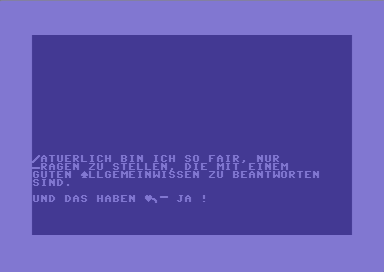 ╱ATUERLICH BIN ICH SO FAIR, NUR
─RAGEN ZU STELLEN, DIE MIT EINEM
GUTEN ♠LLGEMEINWISSEN ZU BEANTWORTEN
SIND.
UND DAS HABEN ♥╮─ JA !